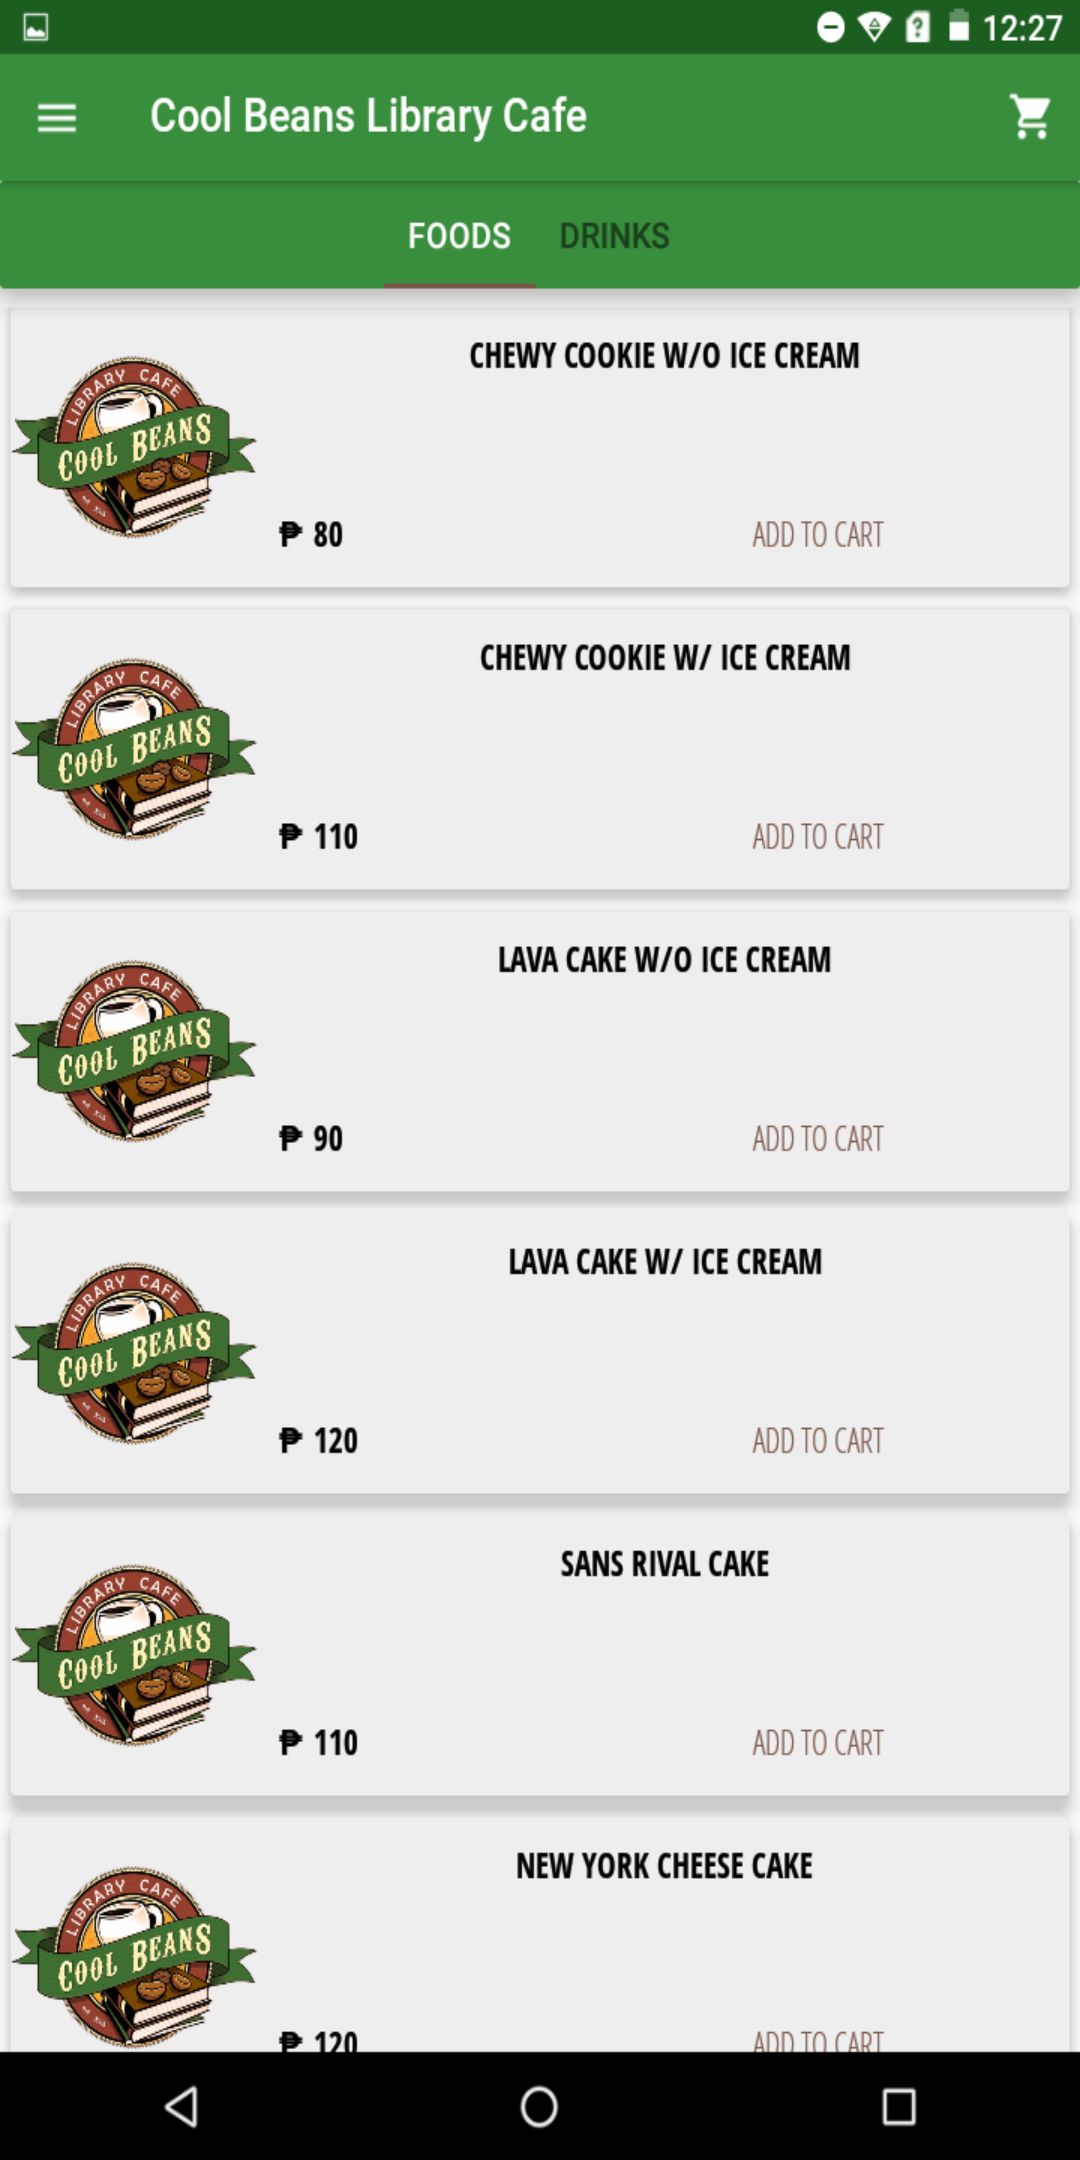 12:27
Cool Beans Library Cafe
FOODS DRINKS
CHEWY COOKIE W/O ICE CREAM
LIBRARY CAFE
COOL BEANS
₱ 80 ADD TO CART
CHEWY COOKIE W/ ICE CREAM
LIBRARY CAFE
COOL BEANS
₱ 110 ADD TO CART
LAVA CAKE W/O ICE CREAM
LIBRARY CAFE
COOL BEANS
₱ 90 ADD TO CART
LAVA CAKE W/ ICE CREAM
LIBRARY CAFE
COOL BEANS
₱ 120 ADD TO CART
SANS RIVAL CAKE
LIBRARY CAFE
COOL BEANS
₱ 110 ADD TO CART
NEW YORK CHEESE CAKE
LIBRARY CAFE
COOL BEANS
₱ 120 ADD TO CART